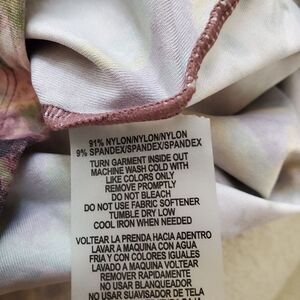 91% NYLON/NYLON/NYLON
9% SPANDEX/SPANDEX/SPANDEX
TURN GARMENT INSIDE OUT
MACHINE WASH COLD WITH
LIKE COLORS ONLY
REMOVE PROMPTLY
DO NOT BLEACH
DO NOT USE FABRIC SOFTENER
TUMBLE DRY LOW
COOL IRON WHEN NEEDED
VOLTEAR LA PRENDA HACIA ADENTRO
LAVAR A MAQUINA CON AGUA
FRIA Y CON COLORES IGUALES
LAVADO A MAQUINA VOLTEAR
REMOVER RAPIDAMENTE
NO USAR BLANQUEADOR
NO USAR SUAVISADOR DE TELA